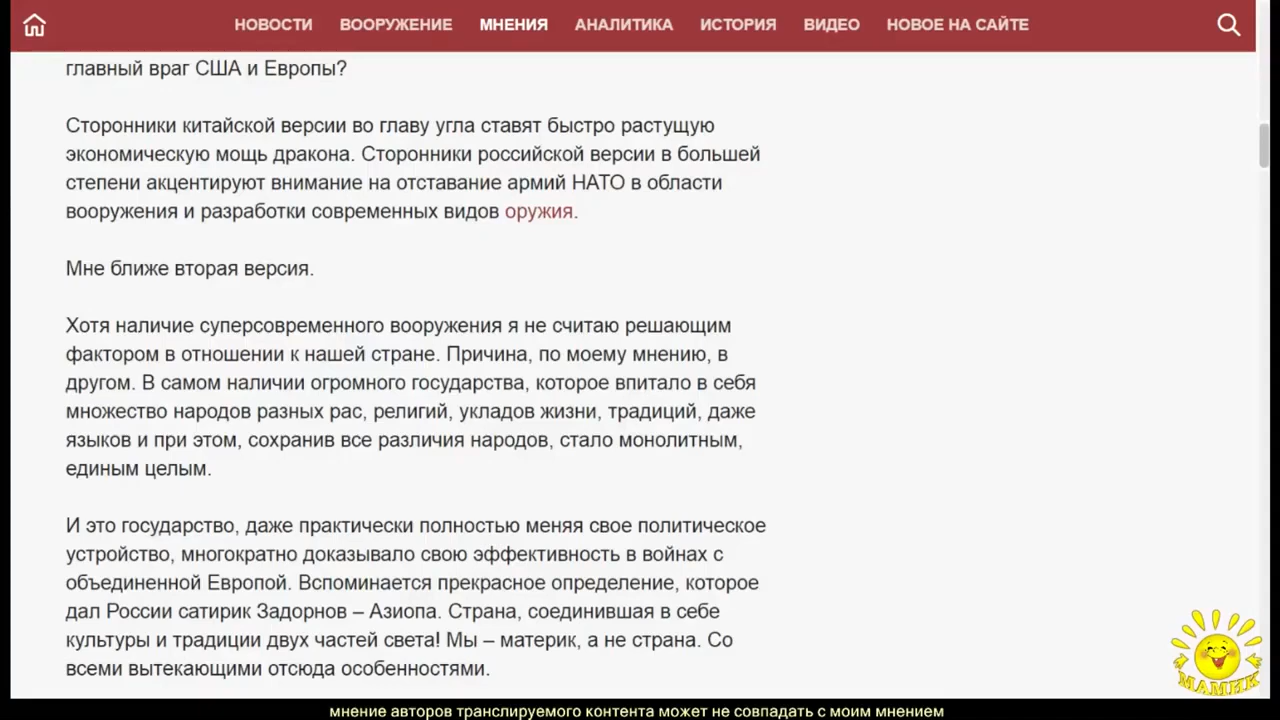 НОВОСТИ ВООРУЖЕНИЕ МНЕНИЯ АНАЛИТИКА ИСТОРИЯ ВИДЕО НОВОЕ НА САЙТЕ
главный враг США и Европы?
Сторонники китайской версии во главу угла ставят быстро растущую
экономическую мощь дракона. Сторонники российской версии в большей
степени акцентируют внимание на отставание армий НАТО в области
вооружения и разработки современных видов оружия.
Мне ближе вторая версия.
Хотя наличие суперсовременного вооружения я не считаю решающим
фактором в отношении к нашей стране. Причина, по моему мнению, в
другом. В самом наличии огромного государства, которое впитало в себя
множество народов разных рас, религий, укладов жизни, традиций, даже
языков и при этом, сохранив все различия народов, стало монолитным,
единым целым.
И это государство, даже практически полностью меняя свое политическое
устройство, многократно доказывало свою эффективность в войнах с
объединенной Европой. Вспоминается прекрасное определение, которое
дал России сатирик Задорнов – Азиопа. Страна, соединившая в себе
культуры и традиции двух частей света! Мы – материк, а не страна. Со
всеми вытекающими отсюда особенностями.
МАМИК
мнение авторов транслируемого контента может не совпадать с моим мнением